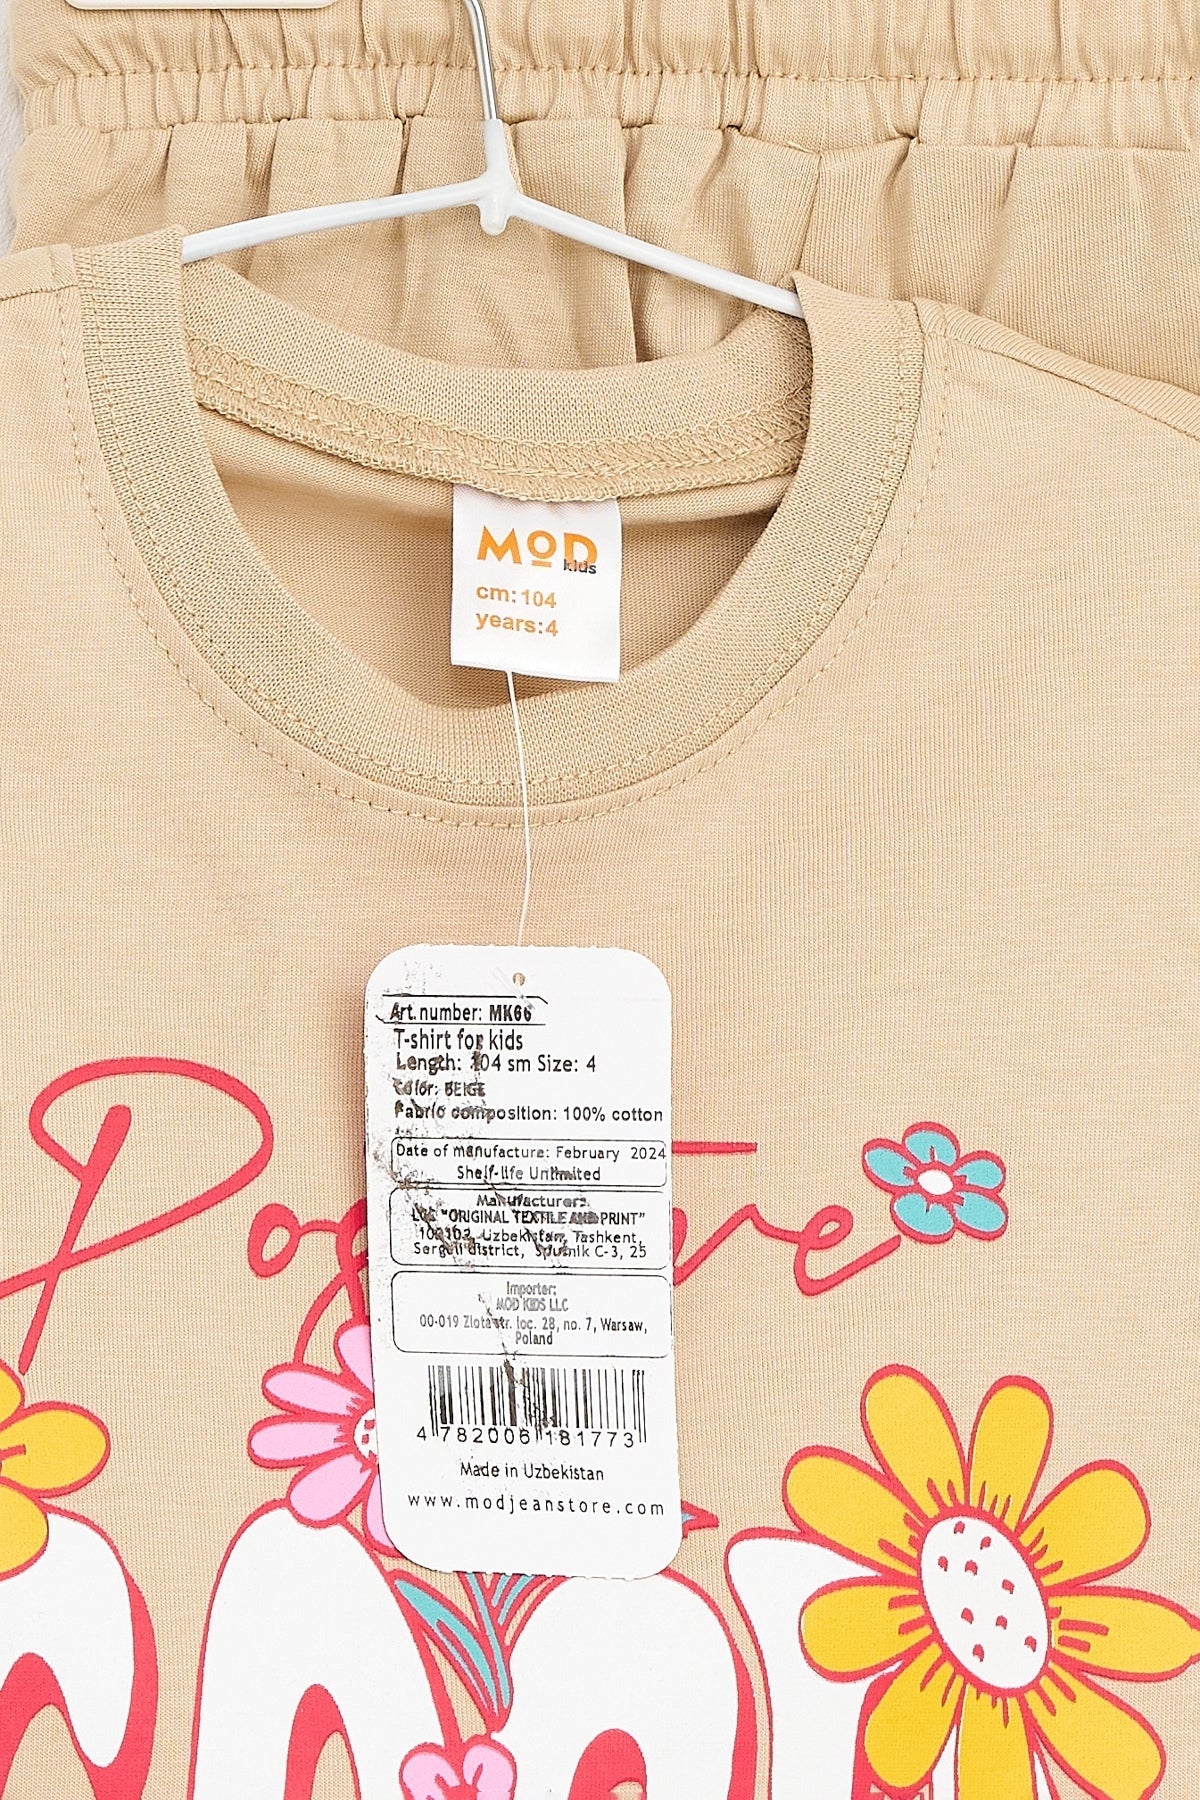 MOD
kids
cm: 104
years: 4
Art. number: MK66
T-shirt for kids
Length: 104 sm Size: 4
Color: BEIGE
Fabric composition: 100% cotton
Date of manufacture: February 2024
Shelf-life Unlimited
Manufacturer:
"ORIGINAL TEXTILE AND PRINT"
Uzbekistan, Tashkent,
Sergeli district, Sputnik C-3, 25
Importer:
MOD KIDS LLC
00-019 Zlota str. loc. 28, no. 7, Warsaw,
Poland
4 782006 181773
Made in Uzbekistan
www.modjeanstore.com